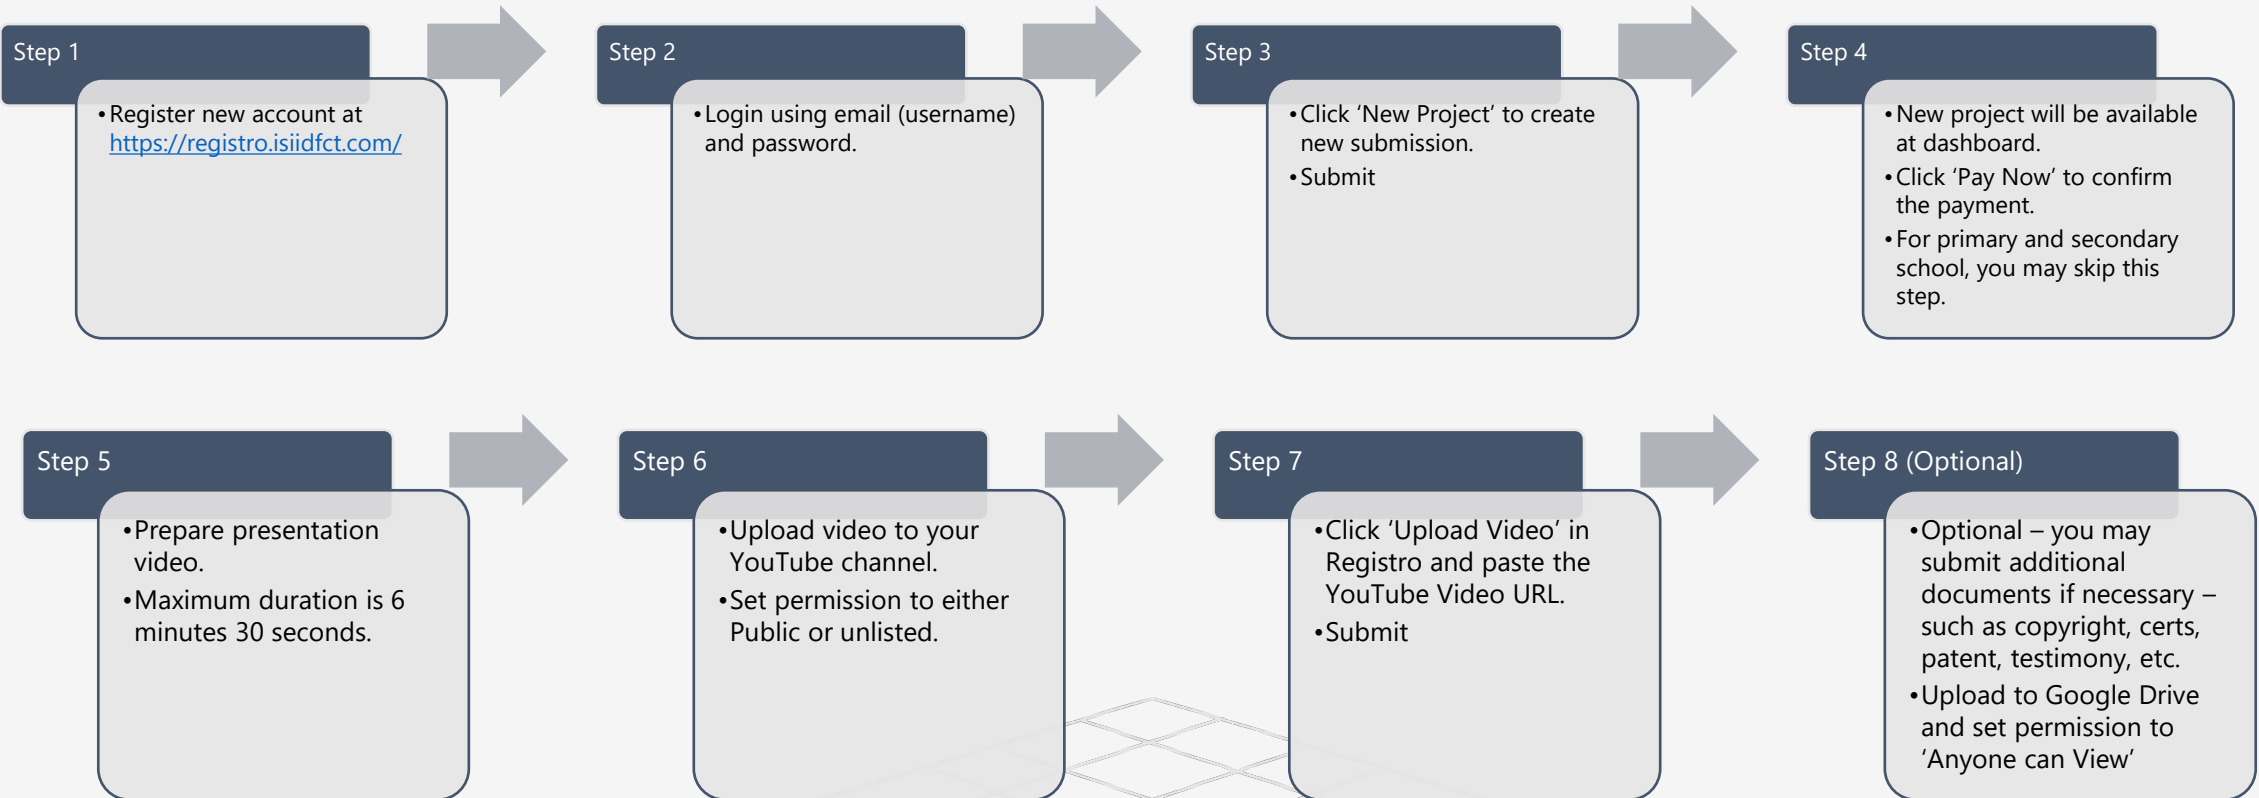 Step 1
•Register new account at
https://registro.isiidfct.com/
Step 2
•Login using email (username)
and password.
Step 3
•Click ‘New Project’ to create
new submission.
•Submit
Step 4
•New project will be available
at dashboard.
•Click ‘Pay Now’ to confirm
the payment.
•For primary and secondary
school, you may skip this
step.
Step 5
•Prepare presentation
video.
•Maximum duration is 6
minutes 30 seconds.
Step 6
•Upload video to your
YouTube channel.
•Set permission to either
Public or unlisted.
Step 7
•Click ‘Upload Video’ in
Registro and paste the
YouTube Video URL.
•Submit
Step 8 (Optional)
•Optional – you may
submit additional
documents if necessary –
such as copyright, certs,
patent, testimony, etc.
•Upload to Google Drive
and set permission to
‘Anyone can View’